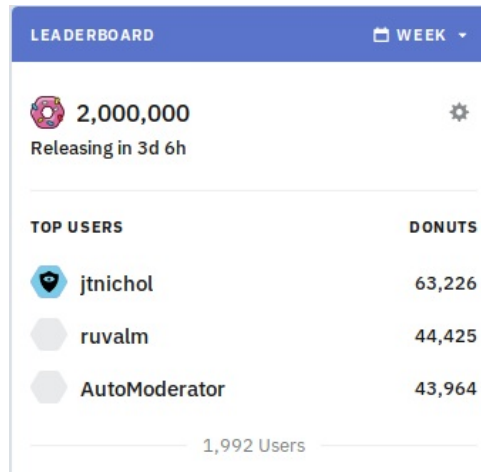 LEADERBOARD WEEK
2,000,000
Releasing in 3d 6h
TOP USERS DONUTS
jtnichol 63,226
ruvalm 44,425
AutoModerator 43,964
1,992 Users